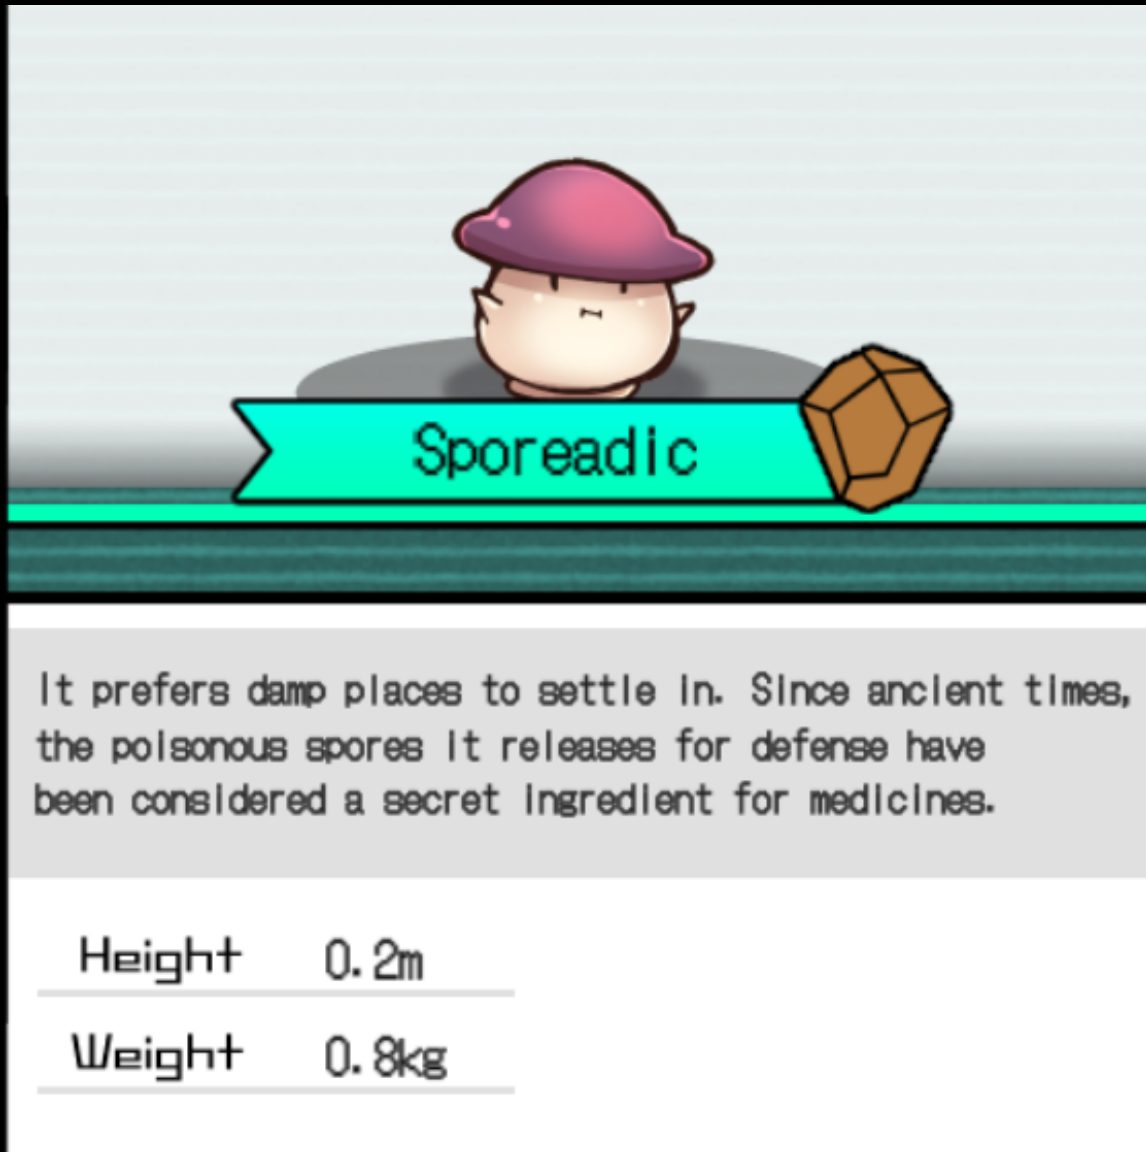 Sporeadic
It prefers damp places to settle in. Since ancient times,
the poisonous spores it releases for defense have
been considered a secret ingredient for medicines.
Height 0.2m
Weight 0.8kg